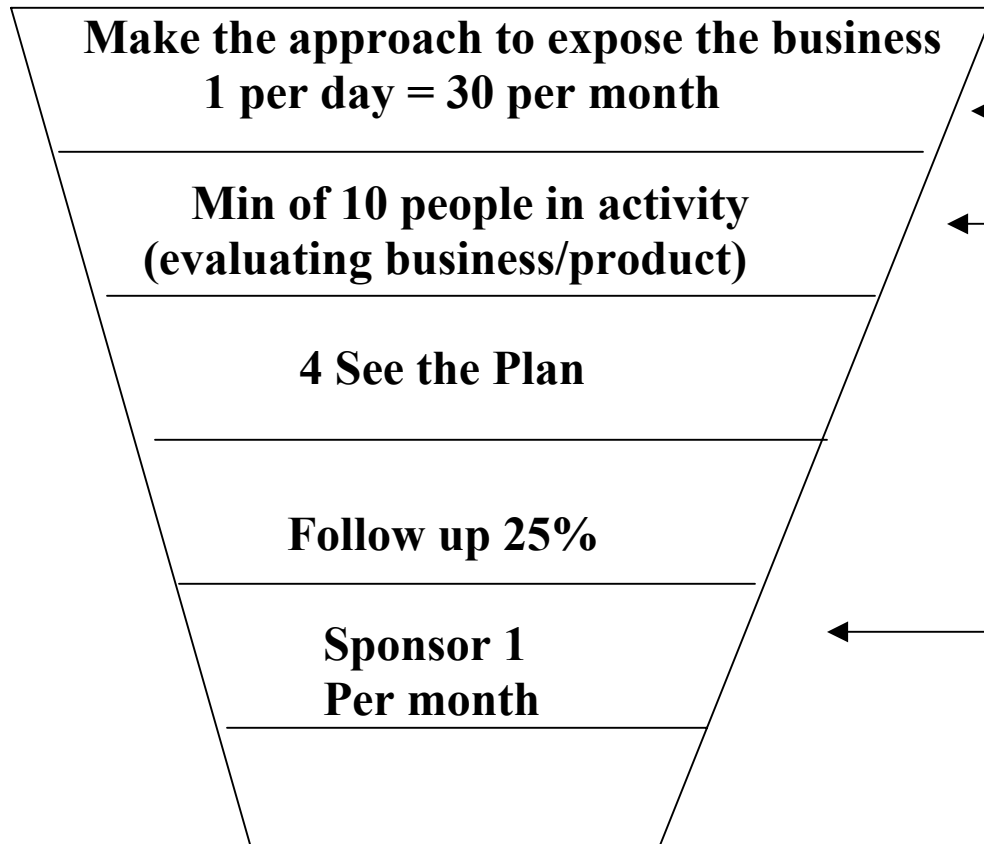 Make the approach to expose the business
1 per day = 30 per month
Min of 10 people in activity
(evaluating business/product)
4 See the Plan
Follow up 25%
Sponsor 1
Per month